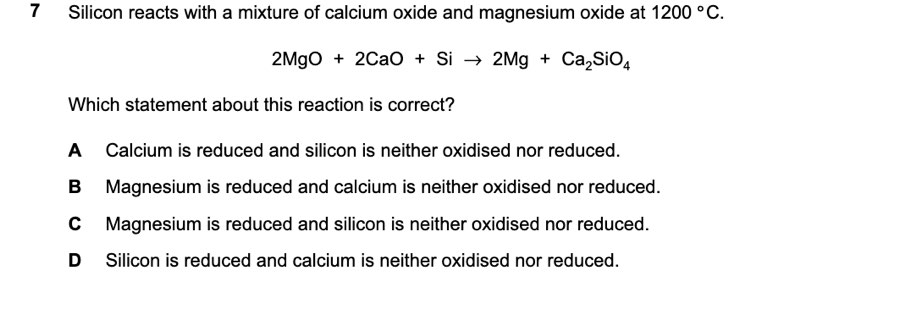 7 Silicon reacts with a mixture of calcium oxide and magnesium oxide at 1200 °C.
2MgO + 2CaO + Si → 2Mg + Ca₂SiO₄
Which statement about this reaction is correct?
A Calcium is reduced and silicon is neither oxidised nor reduced.
B Magnesium is reduced and calcium is neither oxidised nor reduced.
C Magnesium is reduced and silicon is neither oxidised nor reduced.
D Silicon is reduced and calcium is neither oxidised nor reduced.